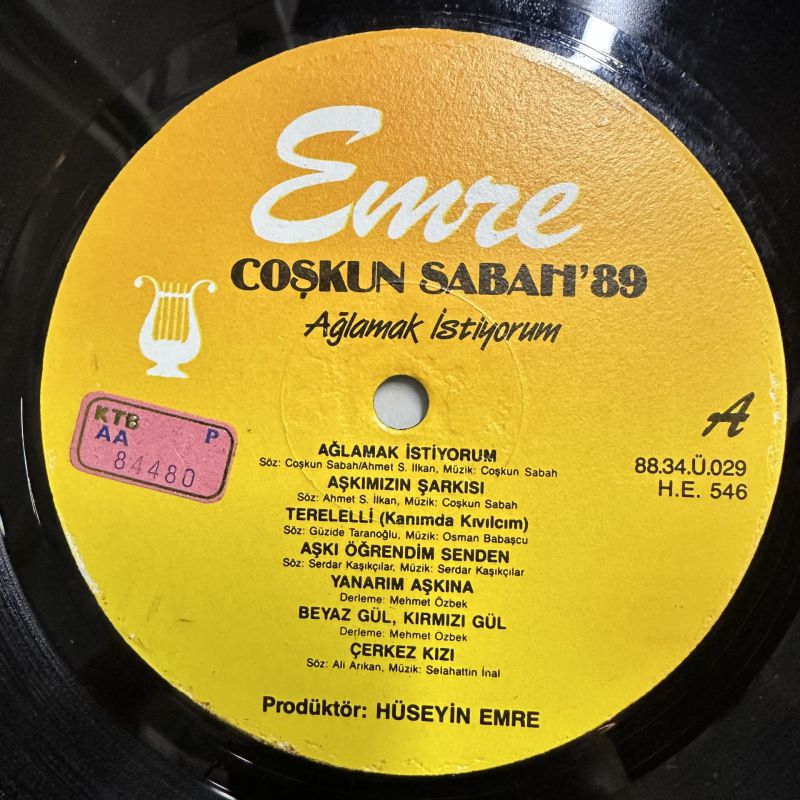 Emre
COŞKUN SABAH'89
Ağlamak İstiyorum
A
KTB
AA P
84480
88.34.Ü.029
H.E. 546
AĞLAMAK İSTİYORUM
Söz: Coşkun Sabah/Ahmet S. İlkan, Müzik: Coşkun Sabah
AŞKIMIZIN ŞARKISI
Söz: Ahmet S. İlkan, Müzik: Coşkun Sabah
TERELELLİ (Kanımda Kıvılcım)
Söz: Güzide Taranoğlu, Müzik: Osman Babaşcu
AŞKI ÖĞRENDİM SENDEN
Söz: Serdar Kaşıkçılar, Müzik: Serdar Kaşıkçılar
YANARIM AŞKINA
Derleme: Mehmet Özbek
BEYAZ GÜL, KIRMIZI GÜL
Derleme: Mehmet Özbek
ÇERKEZ KIZI
Söz: Ali Arıkan, Müzik: Selahattin İnal
Prodüktör: HÜSEYİN EMRE